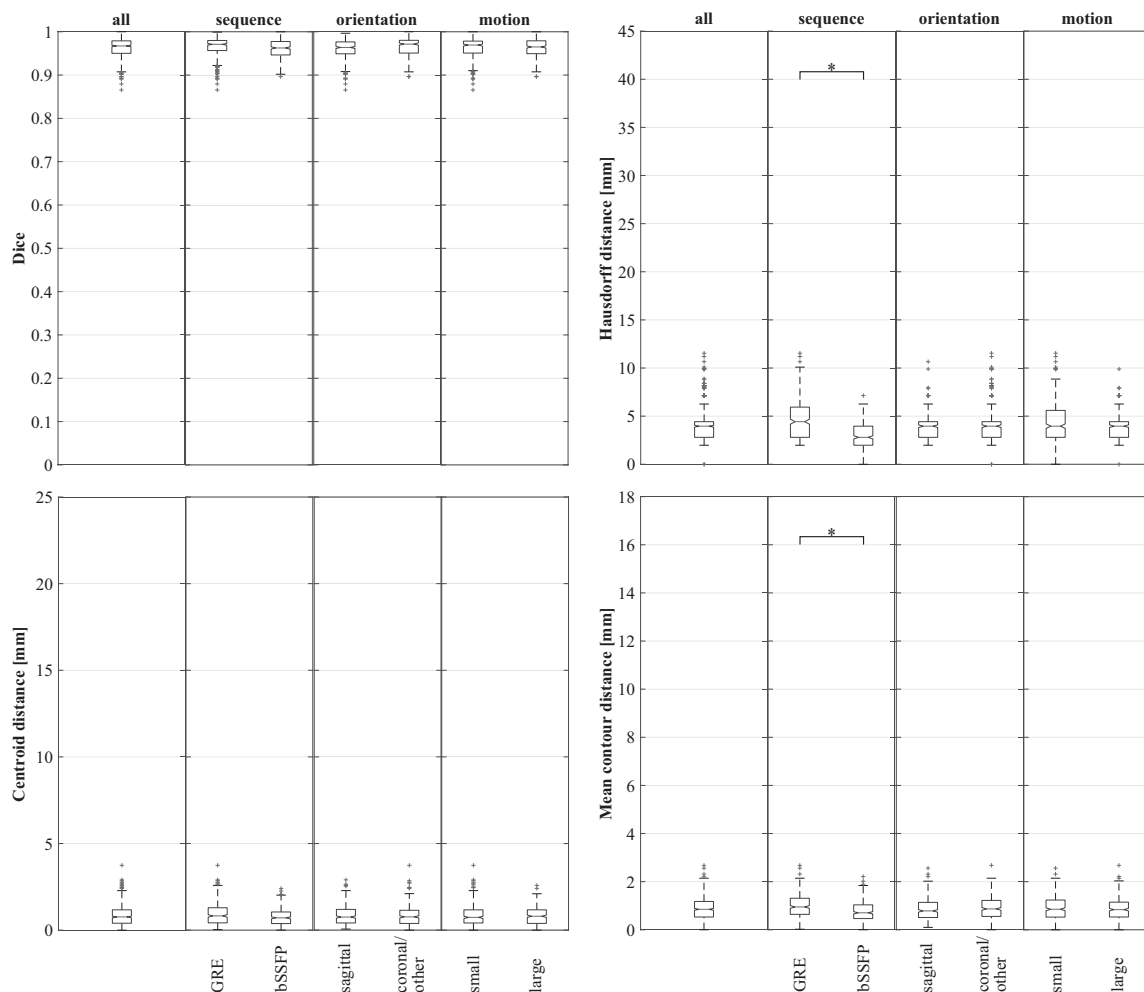 all sequence orientation motion
1
0.9
0.8
0.7
0.6
0.5
0.4
0.3
0.2
0.1
0
Dice
all sequence orientation motion
45
40
35
30
25
20
15
10
5
0
Hausdorff distance [mm]
*
25
20
15
10
5
0
Centroid distance [mm]
GRE
bSSFP
sagittal
coronal/
other
small
large
18
16
14
12
10
8
6
4
2
0
Mean contour distance [mm]
*
GRE
bSSFP
sagittal
coronal/
other
small
large